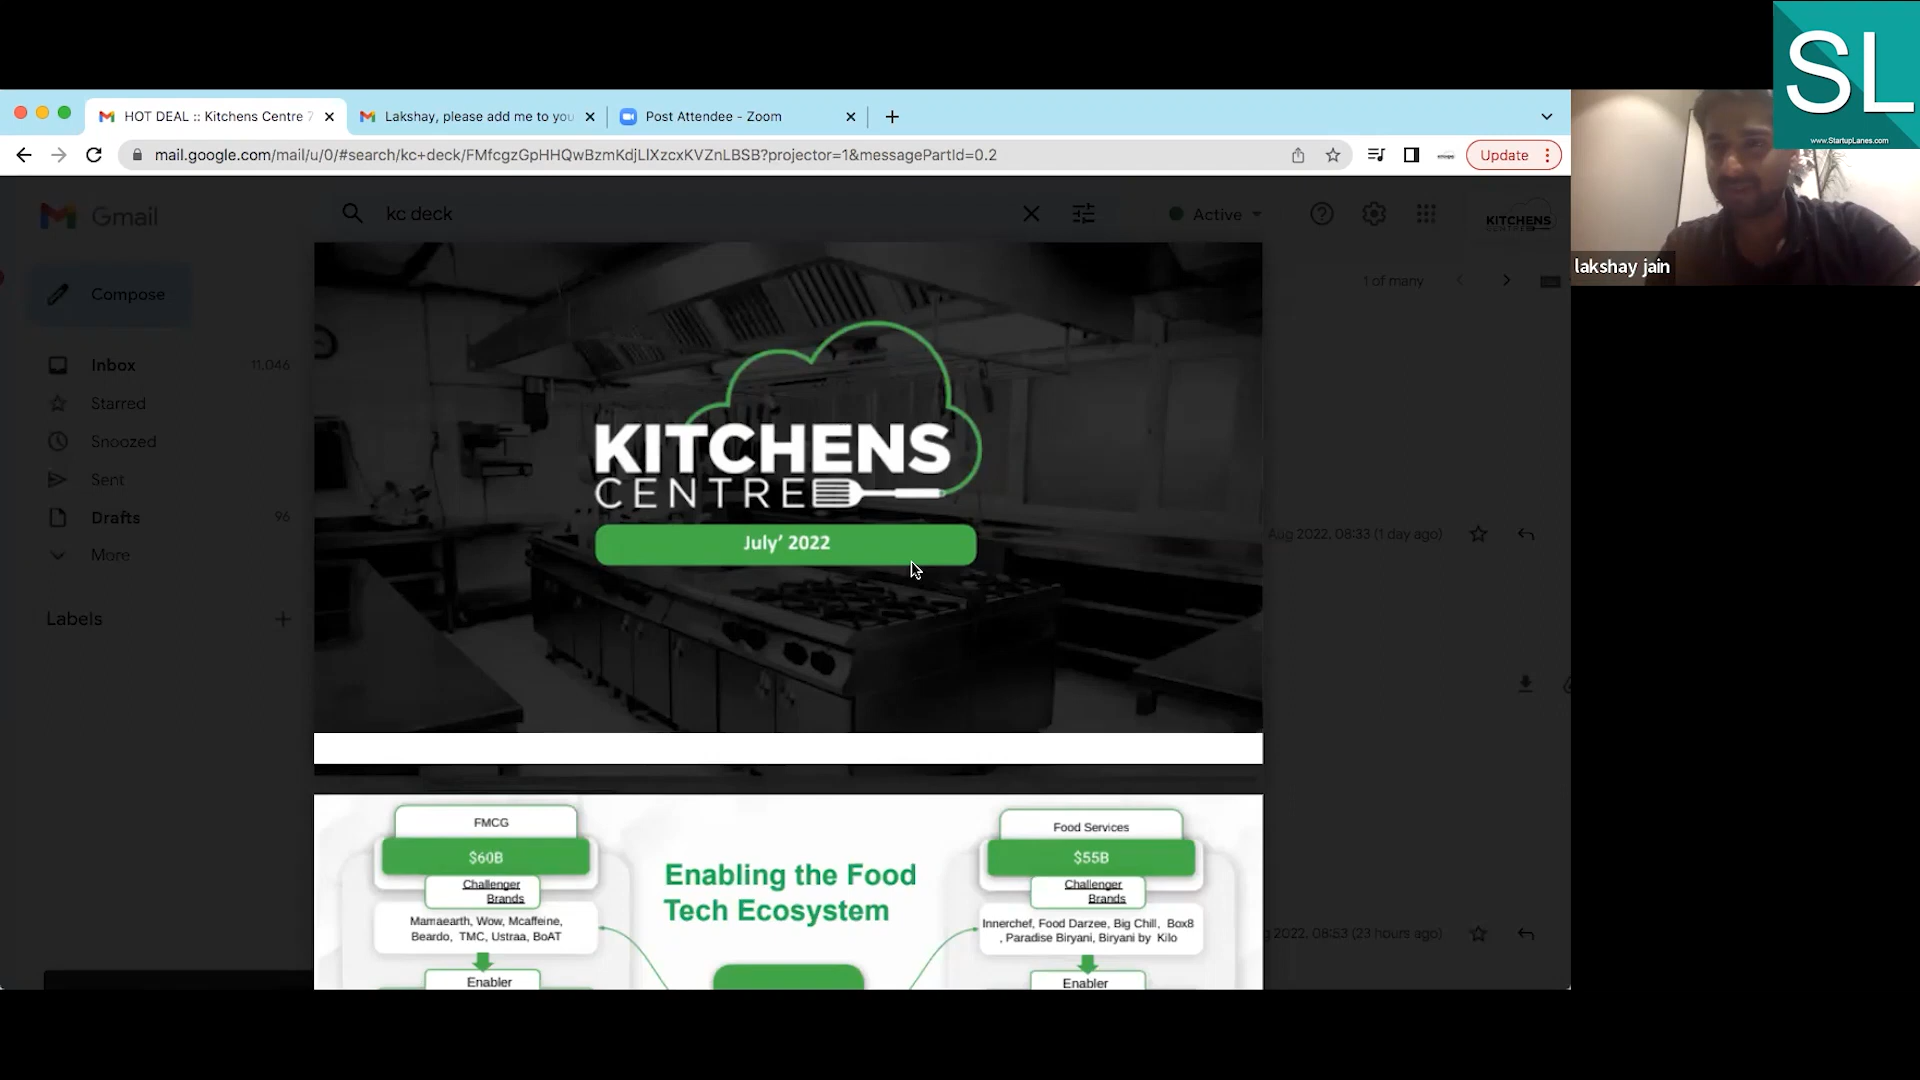 SL
www.StartupLanes.com
HOT DEAL :: Kitchens Centre 7
Lakshay, please add me to you
Post Attendee - Zoom
mail.google.com/mail/u/0/#search/kc+deck/FMfcgzGpHHQwBzmKdjLlXzcxKVZnLBSB?projector=1&messagePartId=0.2
Update
Gmail
kc deck
Active
KITCHENS
CENTRE
lakshay jain
1 of many
Compose
Inbox 11,046
Starred
Snoozed
Sent
Drafts 96
More
Labels
KITCHENS
CENTRE
July' 2022
Aug 2022, 08:33 (1 day ago)
FMCG
$60B
Challenger
Brands
Mamaearth, Wow, Mcaffeine,
Beardo, TMC, Ustraa, BoAT
Enabler
Enabling the Food
Tech Ecosystem
Food Services
$55B
Challenger
Brands
Innerchef, Food Darzee, Big Chill, Box8
, Paradise Biryani, Biryani by Kilo
Enabler
2022, 08:53 (23 hours ago)